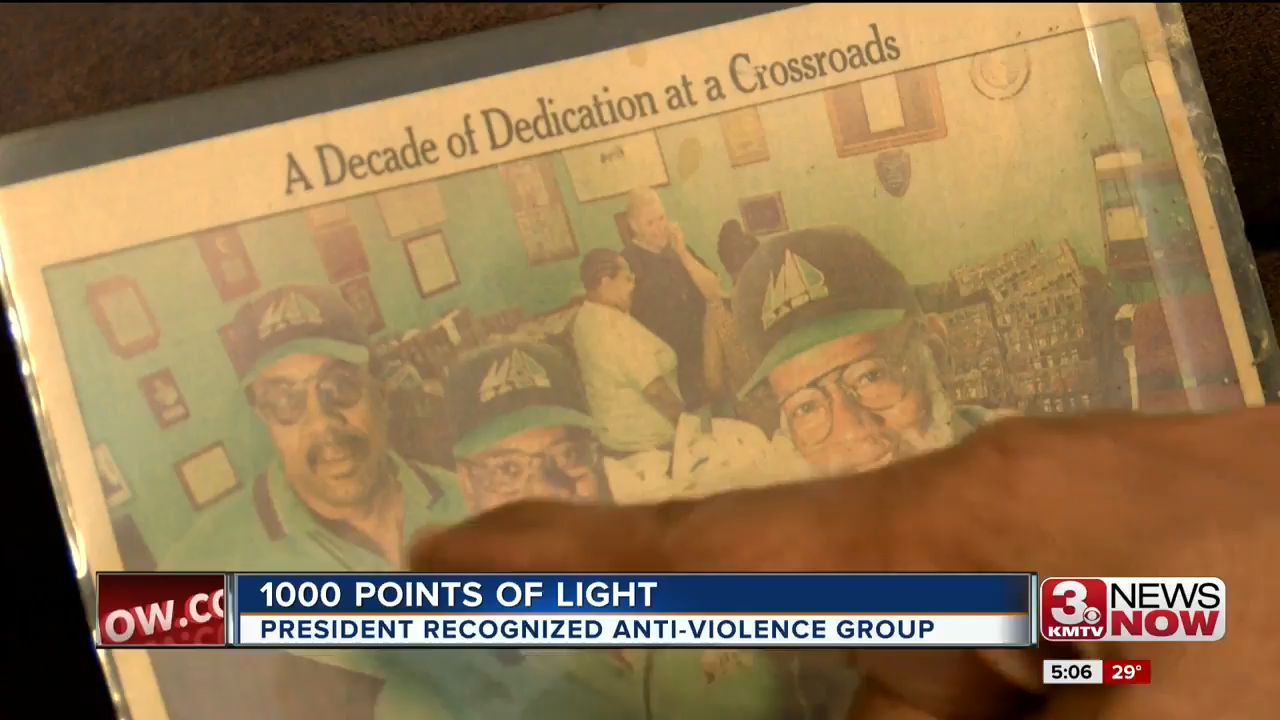 A Decade of Dedication at a Crossroads
OW.CO
1000 POINTS OF LIGHT
PRESIDENT RECOGNIZED ANTI-VIOLENCE GROUP
3 NEWS
KMTV NOW
5:06 29°